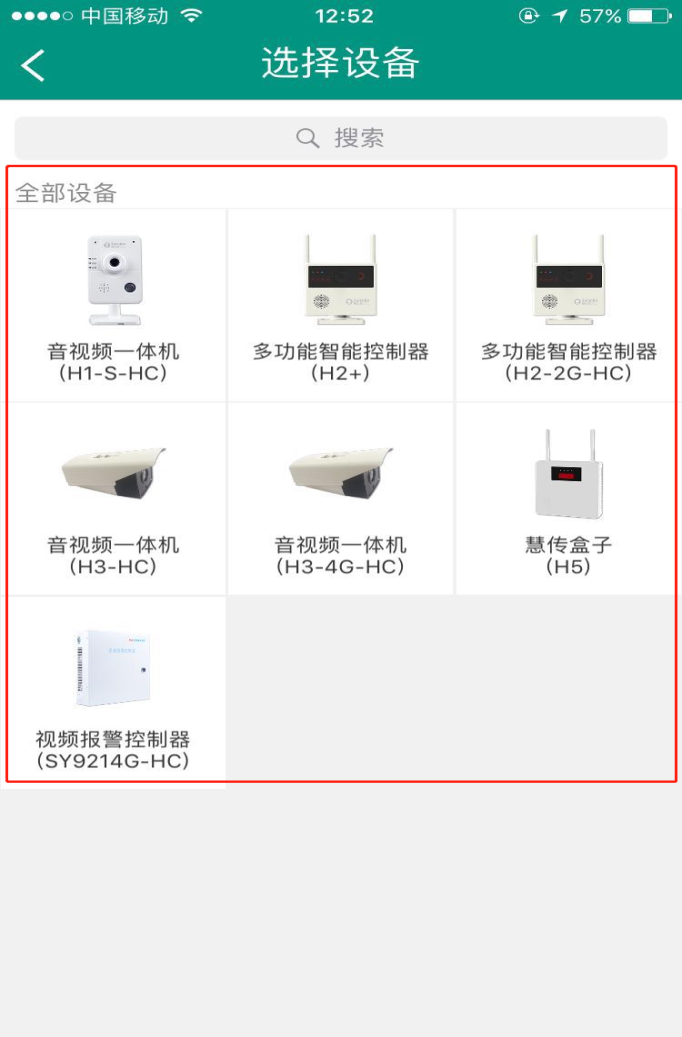 中国移动
12:52
57%
选择设备
搜索
全部设备
音视频一体机
(H1-S-HC)
多功能智能控制器
(H2+)
多功能智能控制器
(H2-2G-HC)
音视频一体机
(H3-HC)
音视频一体机
(H3-4G-HC)
慧传盒子
(H5)
视频报警控制器
(SY9214G-HC)